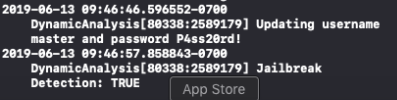 2019-06-13 09:46:46.596552-0700
DynamicAnalysis[80338:2589179] Updating username
master and password P4ss20rd!
2019-06-13 09:46:57.858843-0700
DynamicAnalysis[80338:2589179] Jailbreak
Detection: TRUE
App Store